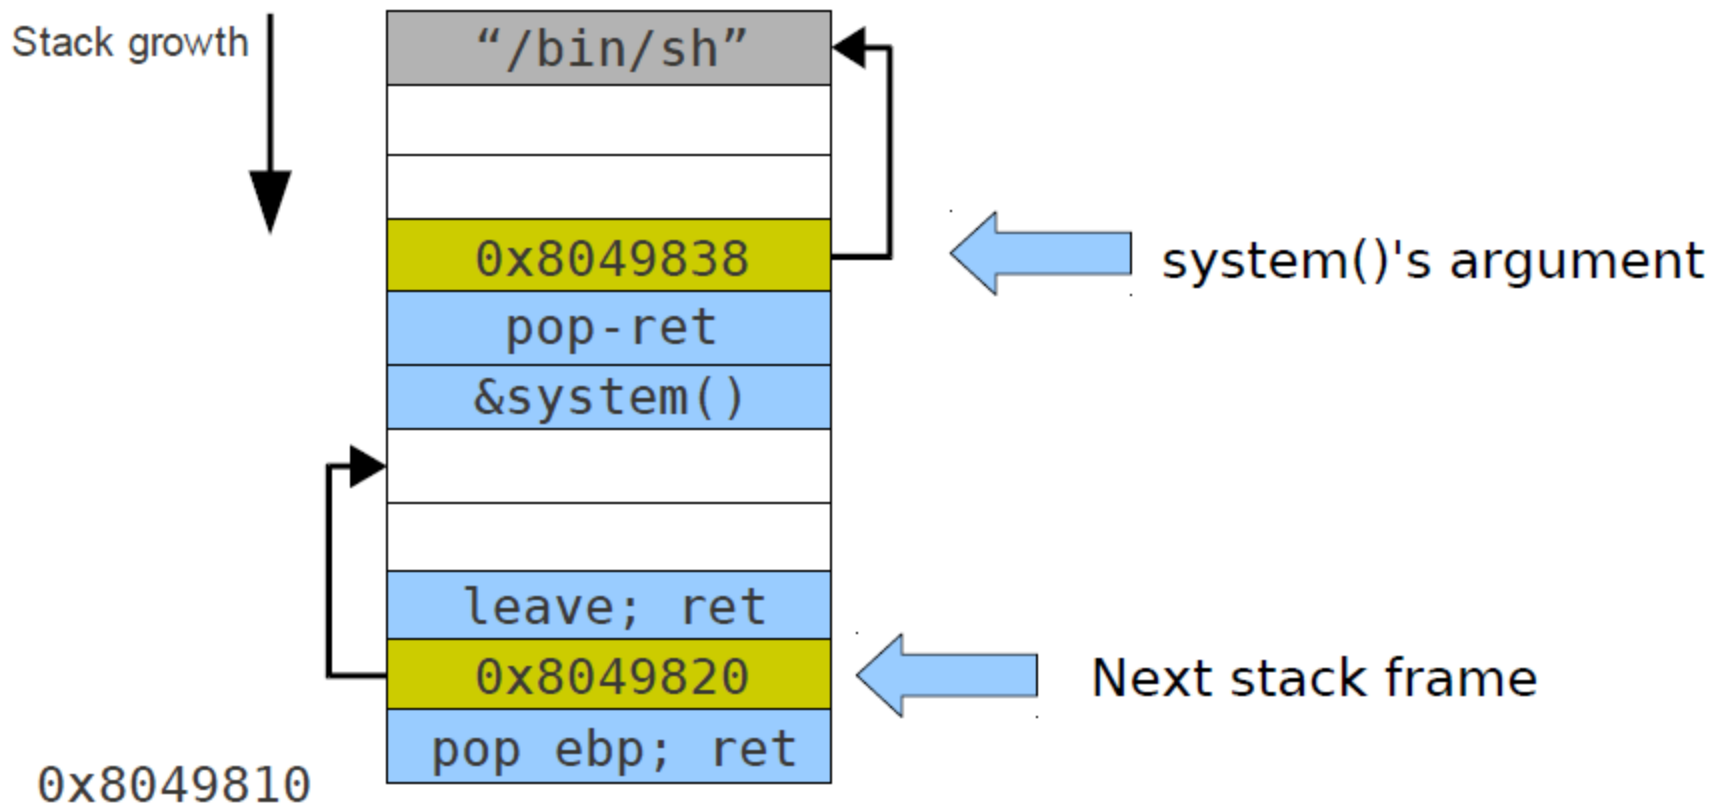 Stack growth
“/bin/sh”
0x8049838
system()'s argument
pop-ret
&system()
leave; ret
0x8049820
Next stack frame
pop ebp; ret
0x8049810